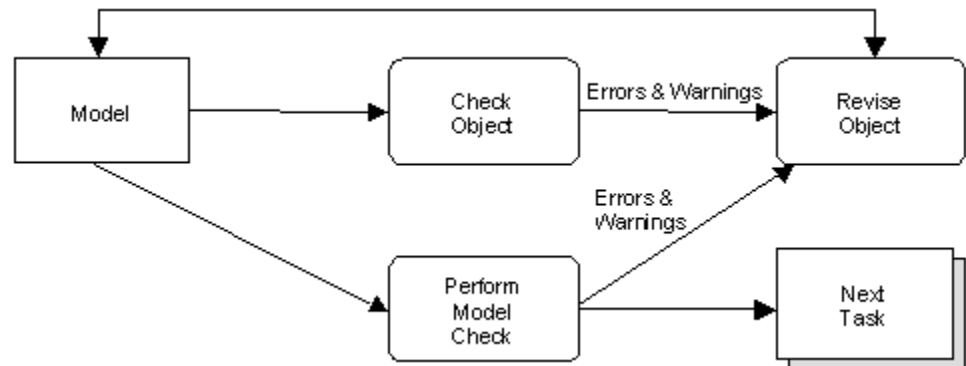 Model
Check
Object
Errors & Warnings
Revise
Object
Errors &
Warnings
Perform
Model
Check
Next
Task